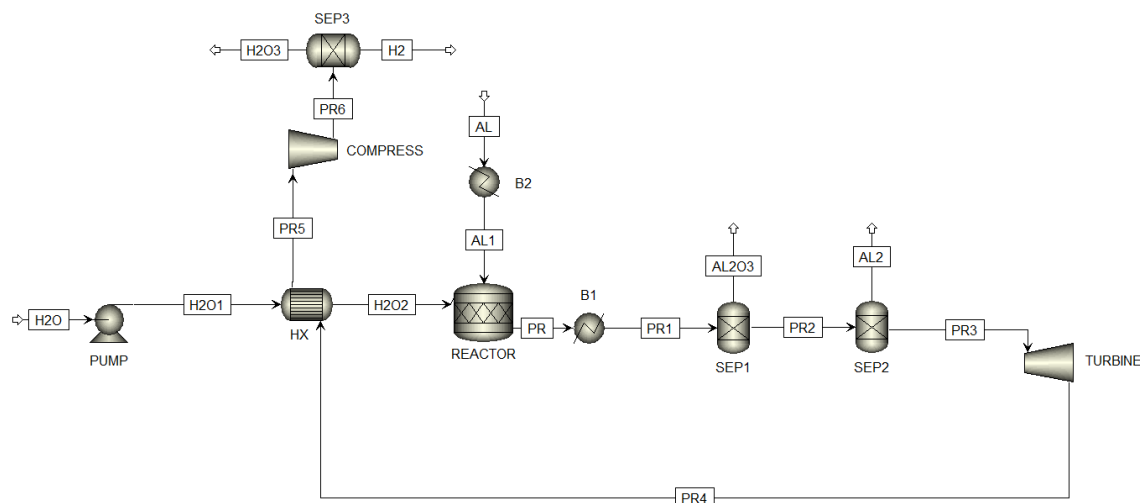 SEP3
H2O3
H2
PR6
COMPRESS
AL
B2
PR5
AL1
AL2O3
AL2
H2O
PUMP
H2O1
HX
H2O2
REACTOR
PR
B1
PR1
SEP1
PR2
SEP2
PR3
TURBINE
PR4